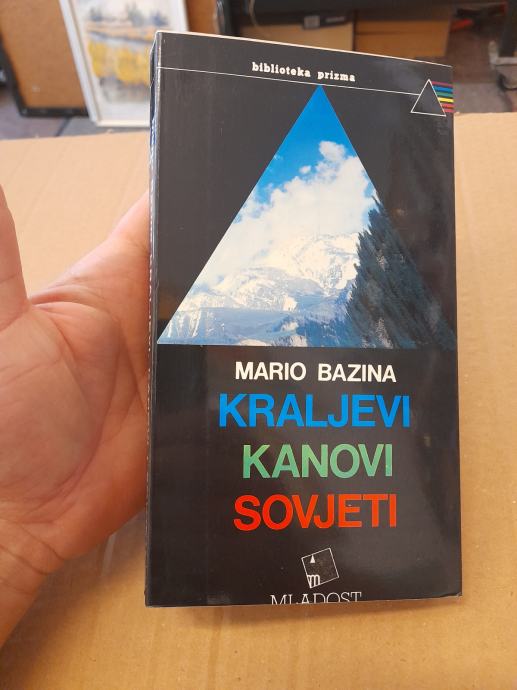 biblioteka prizma
MARIO BAZINA
KRALJEVI
KANOVI
SOVJETI
m
MLADOST